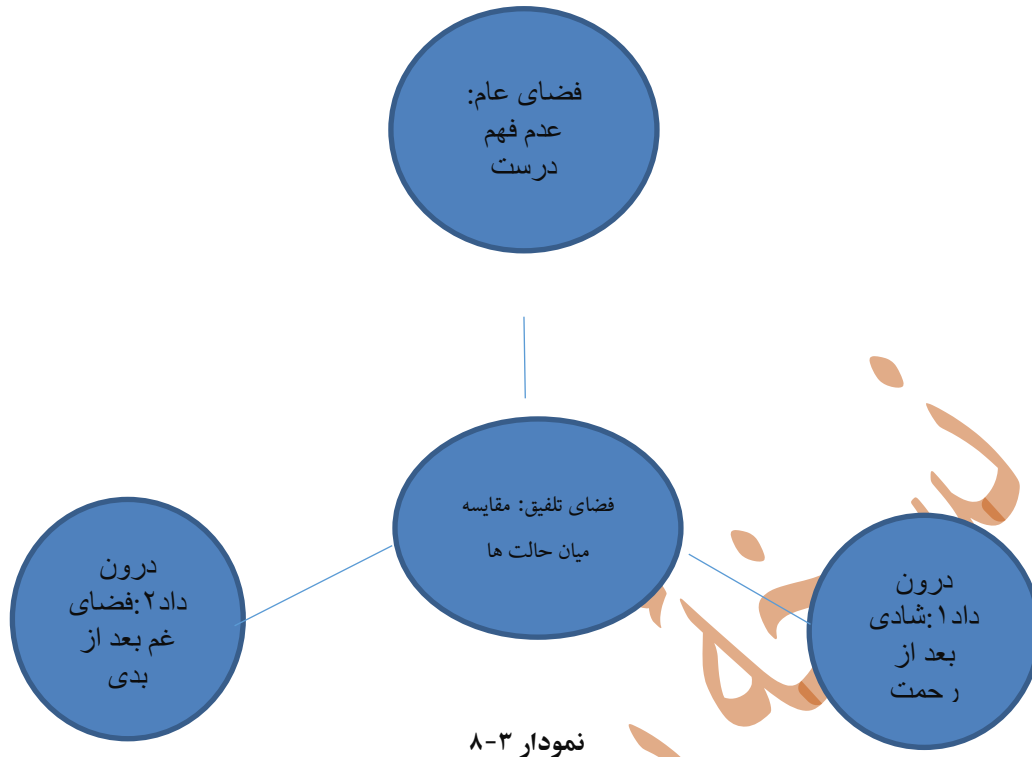 فضای عام:
عدم فهم
درست
فضای تلفیق: مقایسه
میان حالت ها
درون
داد۱:شادی
بعد از
رحمت
درون
داد۲:فضای
غم بعد از
بدی
نمودار ۳-۸